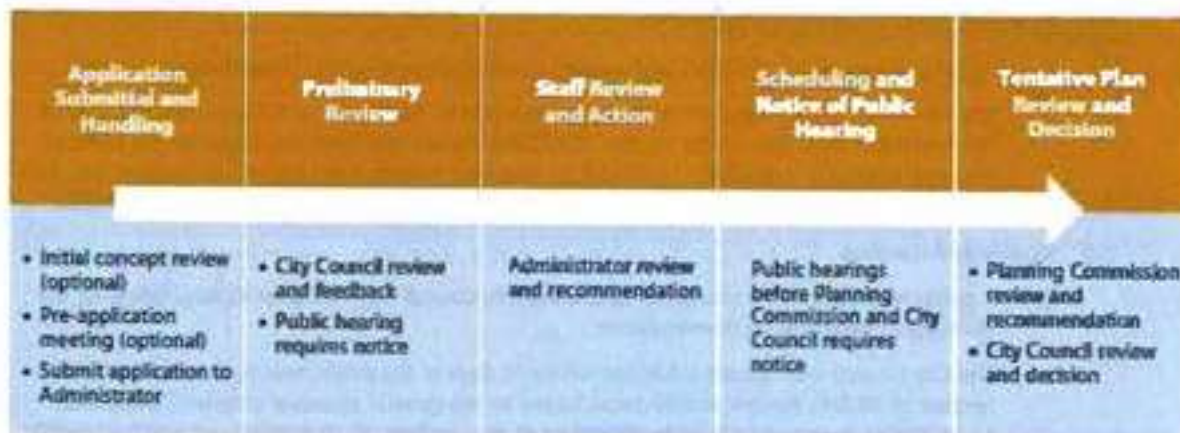 Application
Submittal and
Handling
Preliminary
Review
Staff Review
and Action
Scheduling and
Notice of Public
Hearing
Tentative Plan
Review and
Decision
• Initial concept review
(optional)
• Pre-application
meeting (optional)
• Submit application to
Administrator
• City Council review
and feedback
• Public hearing
requires notice
Administrator review
and recommendation
Public hearings
before Planning
Commission and City
Council requires
notice
• Planning Commission
review and
recommendation
• City Council review
and decision